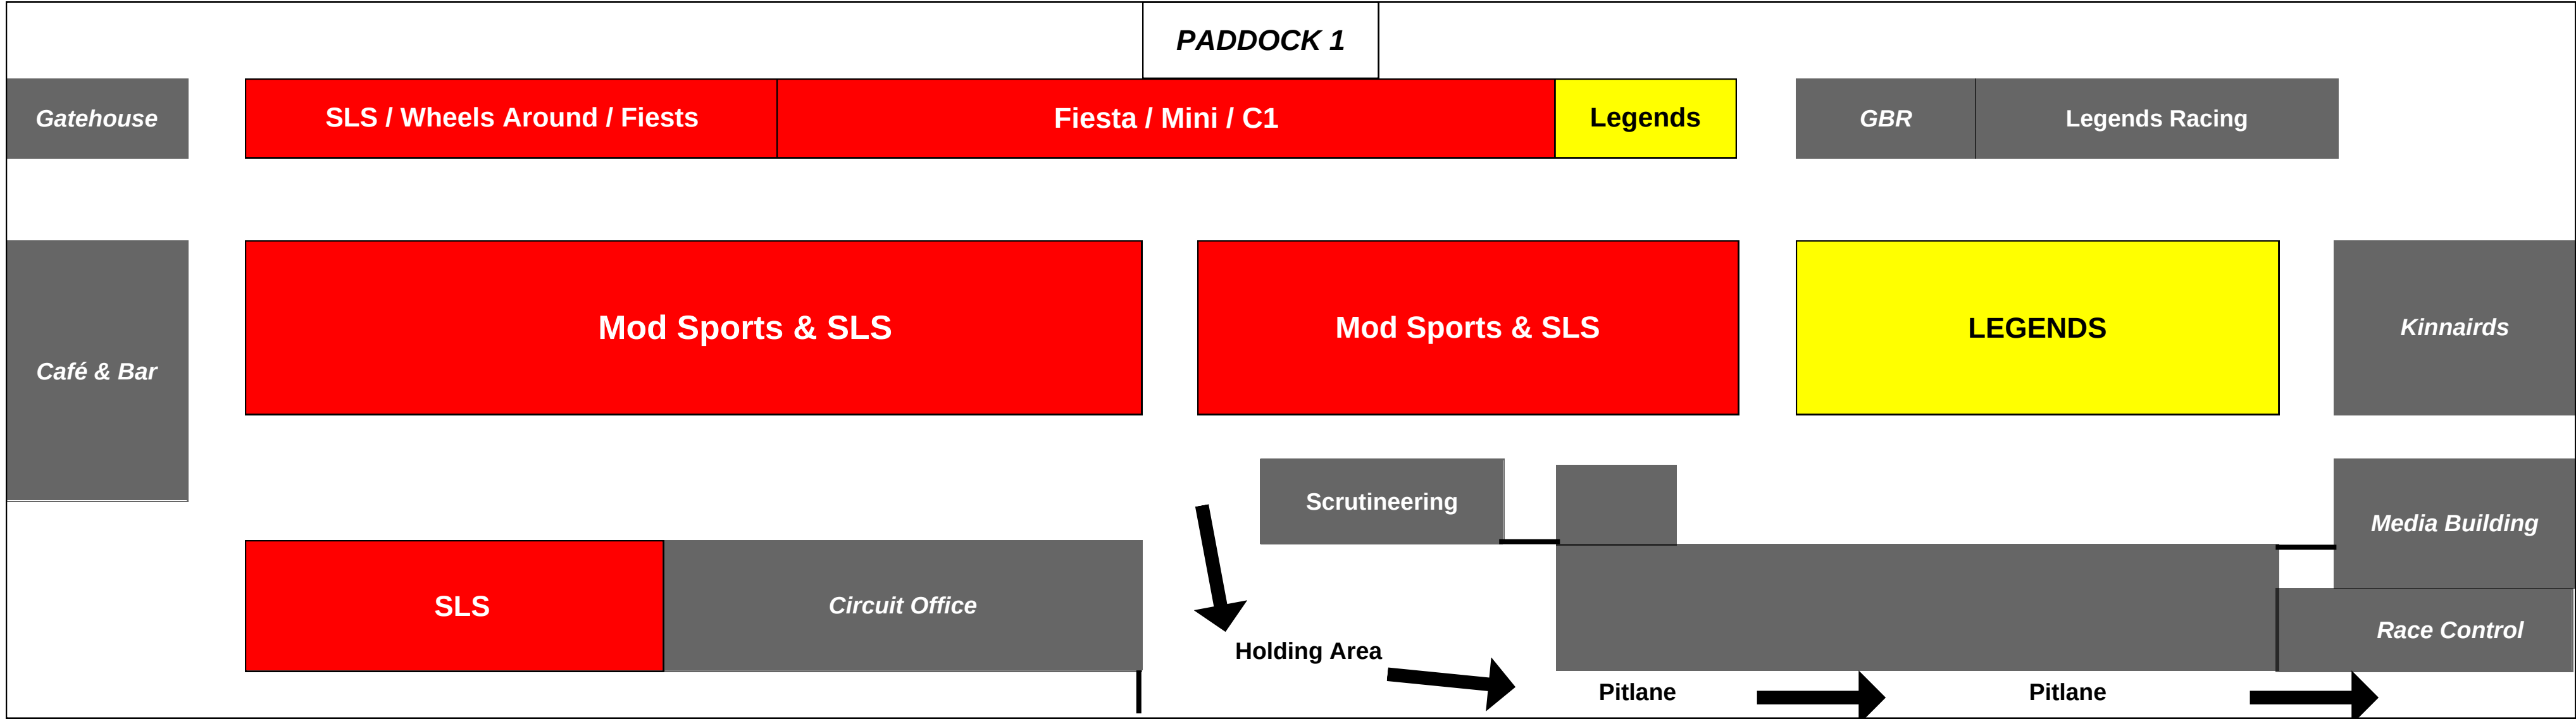 PADDOCK 1
Gatehouse
SLS / Wheels Around / Fiests
Fiesta / Mini / C1
Legends
GBR
Legends Racing
Café & Bar
Mod Sports & SLS
Mod Sports & SLS
LEGENDS
Kinnairds
Scrutineering
Media Building
SLS
Circuit Office
Race Control
Holding Area
Pitlane
Pitlane